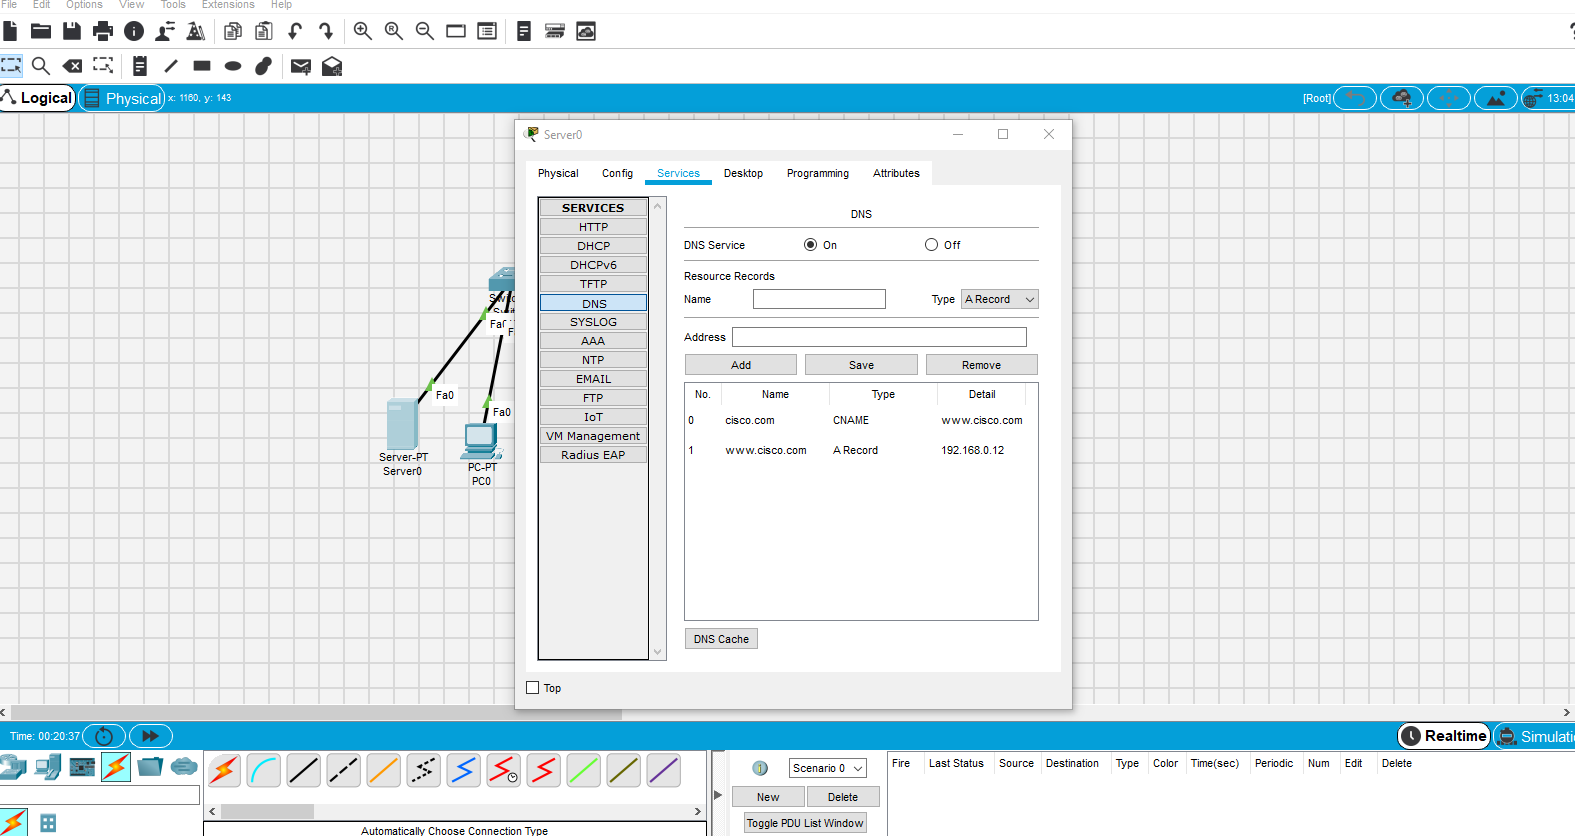 File Edit Options View Tools Extensions Help
Logical Physical x: 1160, y: 143 [Root] 13:04
Server0
Physical Config Services Desktop Programming Attributes
SERVICES
HTTP
DHCP
DHCPv6
TFTP
DNS
SYSLOG
AAA
NTP
EMAIL
FTP
IoT
VM Management
Radius EAP
DNS
DNS Service On Off
Resource Records
Name Type A Record
Address
Add Save Remove
No. Name Type Detail
0 cisco.com CNAME www.cisco.com
1 www.cisco.com A Record 192.168.0.12
DNS Cache
Top
Fa0
Fa0
Server-PT
Server0
PC-PT
PC0
Time: 00:20:37 Realtime
Scenario 0
New Delete
Toggle PDU List Window
Fire Last Status Source Destination Type Color Time(sec) Periodic Num Edit Delete
Automatically Choose Connection Type